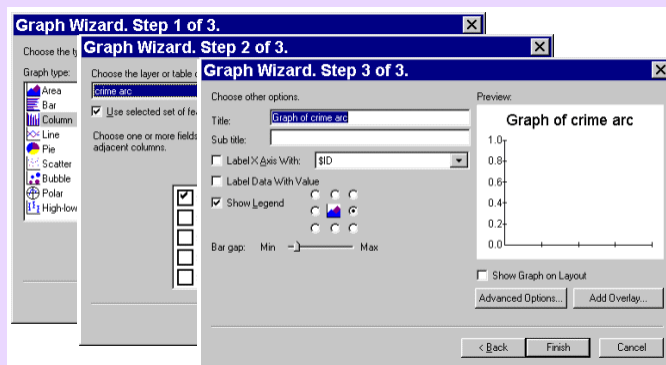 Graph Wizard. Step 1 of 3.
Choose the
Graph type:
Area
Bar
Column
Line
Pie
Scatter
Bubble
Polar
High-low
Graph Wizard. Step 2 of 3.
Choose the layer or table
crime arc
Use selected set of
Choose one or more fields
adjacent columns.
Graph Wizard. Step 3 of 3.
Choose other options.
Title: Graph of crime arc
Sub title:
Label X Axis With: $ID
Label Data With Value
Show Legend
Bar gap: Min Max
Preview:
Graph of crime arc
1.0
0.8
0.6
0.4
0.2
0.0
Show Graph on Layout
Advanced Options... Add Overlay...
< Back Finish Cancel